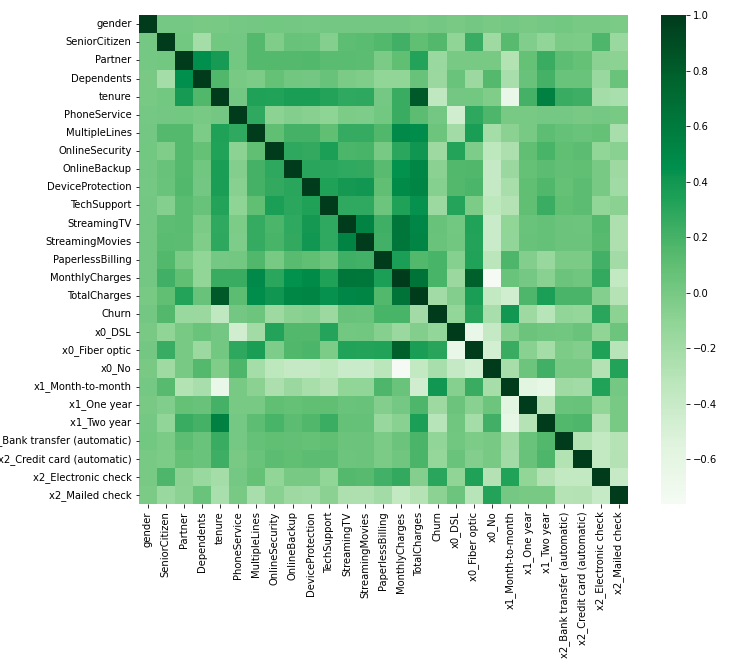 gender
SeniorCitizen
Partner
Dependents
tenure
PhoneService
MultipleLines
OnlineSecurity
OnlineBackup
DeviceProtection
TechSupport
StreamingTV
StreamingMovies
PaperlessBilling
MonthlyCharges
TotalCharges
Churn
x0_DSL
x0_Fiber optic
x0_No
x1_Month-to-month
x1_One year
x1_Two year
_Bank transfer (automatic)
x2_Credit card (automatic)
x2_Electronic check
x2_Mailed check
gender
SeniorCitizen
Partner
Dependents
tenure
PhoneService
MultipleLines
OnlineSecurity
OnlineBackup
DeviceProtection
TechSupport
StreamingTV
StreamingMovies
PaperlessBilling
MonthlyCharges
TotalCharges
Churn
x0_DSL
x0_Fiber optic
x0_No
x1_Month-to-month
x1_One year
x1_Two year
x2_Bank transfer (automatic)
x2_Credit card (automatic)
x2_Electronic check
x2_Mailed check
1.0
0.8
0.6
0.4
0.2
0.0
−0.2
−0.4
−0.6